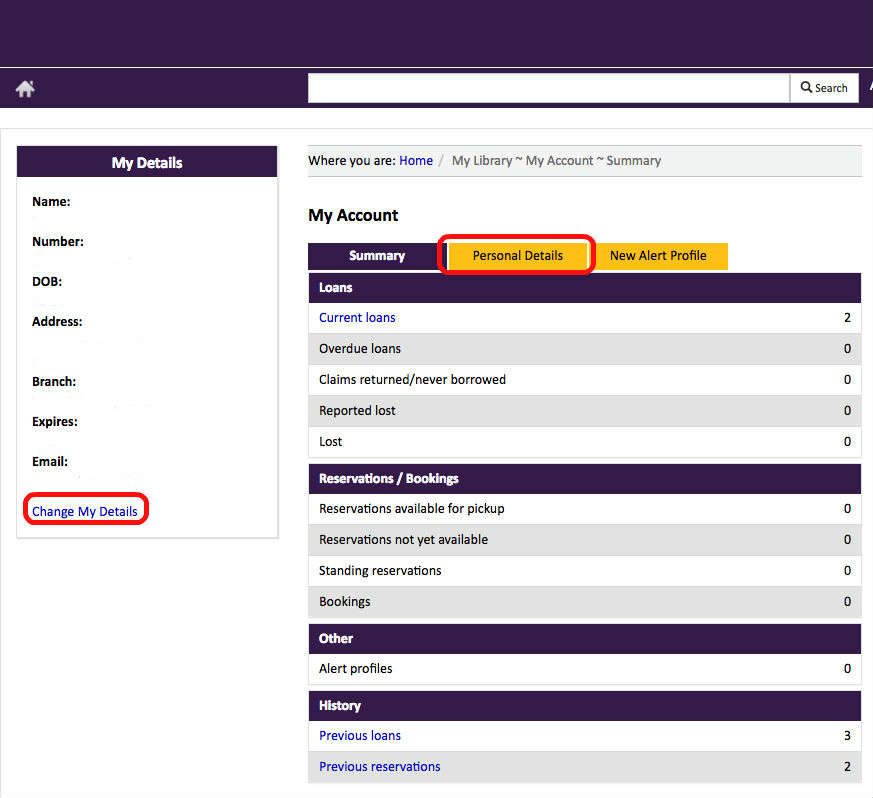 Search
My Details
Name:
Number:
DOB:
Address:
Branch:
Expires:
Email:
Change My Details
Where you are: Home / My Library ~ My Account ~ Summary
My Account
Summary Personal Details New Alert Profile
Loans
Current loans 2
Overdue loans 0
Claims returned/never borrowed 0
Reported lost 0
Lost 0
Reservations / Bookings
Reservations available for pickup 0
Reservations not yet available 0
Standing reservations 0
Bookings 0
Other
Alert profiles 0
History
Previous loans 3
Previous reservations 2